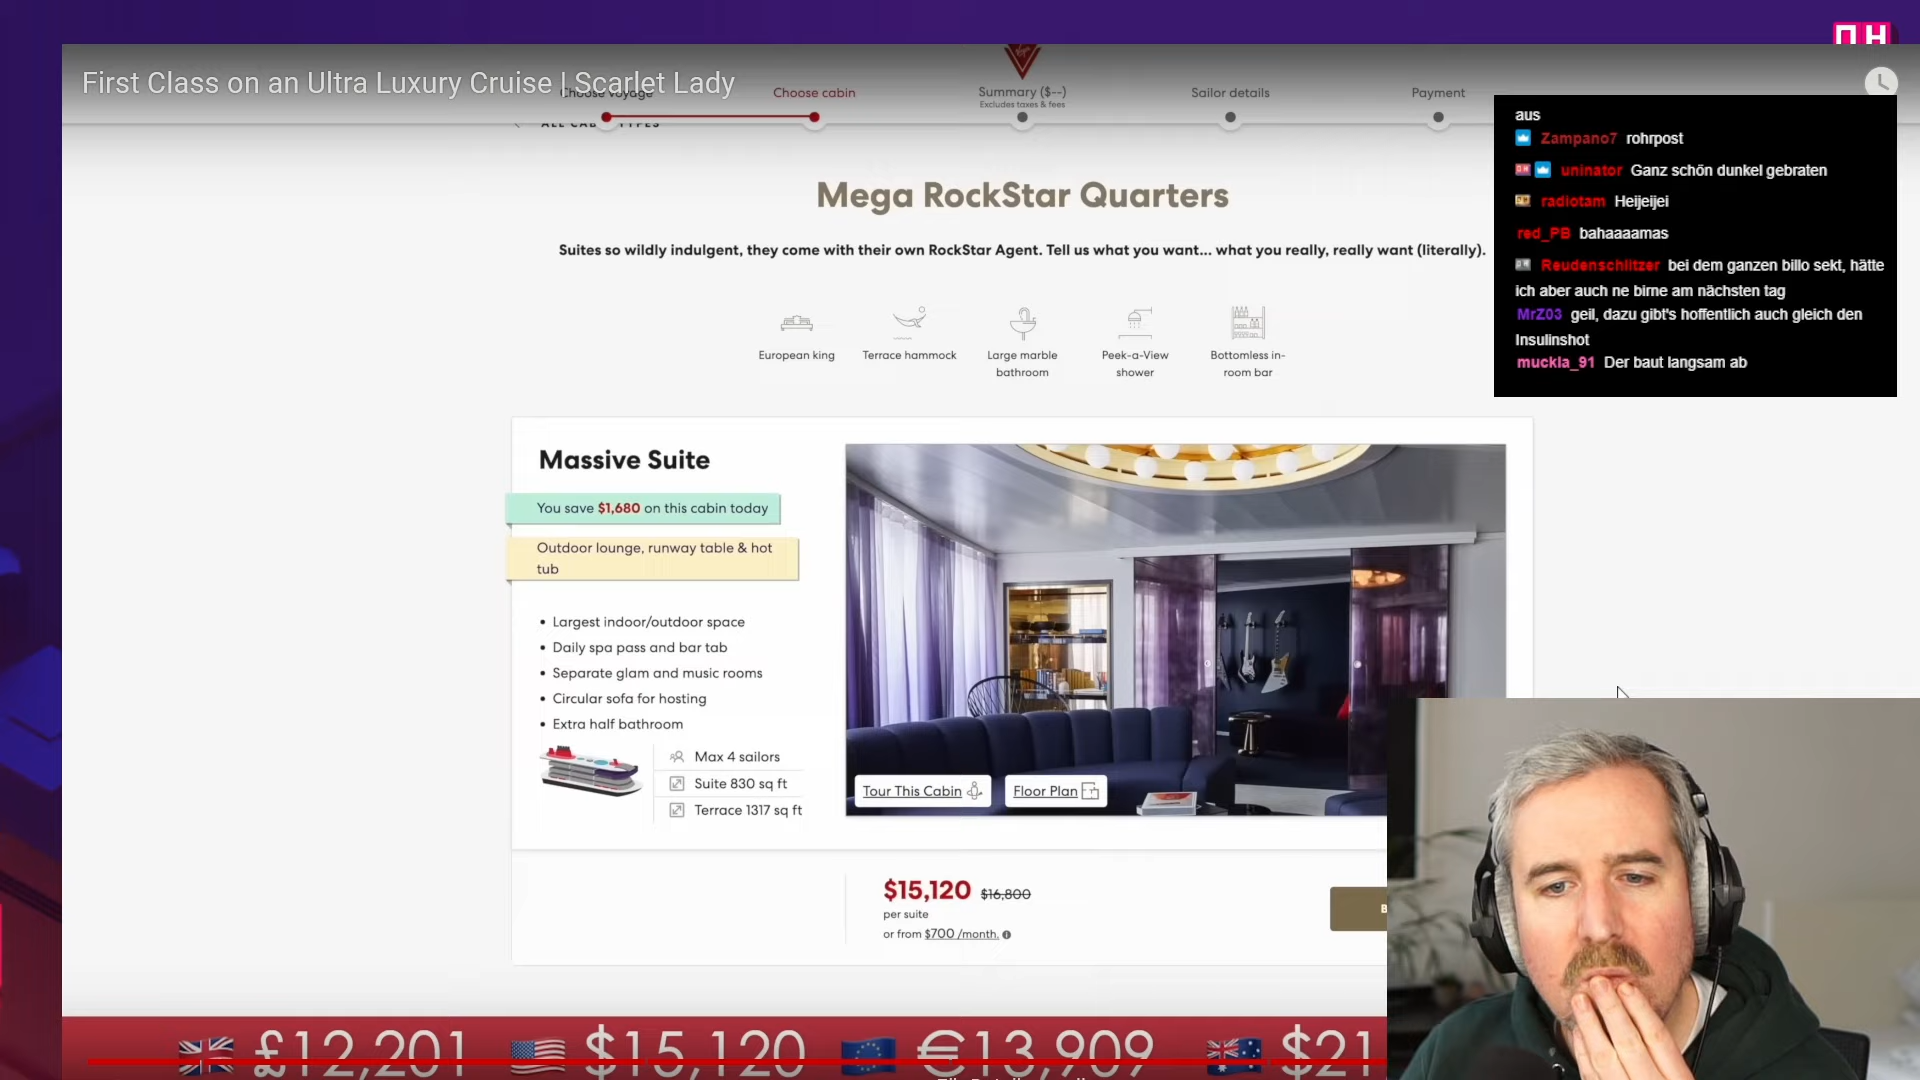 First Class on an Ultra Luxury Cruise | Scarlet Lady
Choose voyage
Choose cabin
Summary ($--)
Excludes taxes & fees
Sailor details
Payment
Mega RockStar Quarters
Suites so wildly indulgent, they come with their own RockStar Agent. Tell us what you want... what you really, really want (literally).
European king
Terrace hammock
Large marble
bathroom
Peek-a-View
shower
Bottomless in-
room bar
Massive Suite
You save $1,680 on this cabin today
Outdoor lounge, runway table & hot
tub
• Largest indoor/outdoor space
• Daily spa pass and bar tab
• Separate glam and music rooms
• Circular sofa for hosting
• Extra half bathroom
Max 4 sailors
Suite 830 sq ft
Terrace 1317 sq ft
Tour This Cabin
Floor Plan
$15,120 $16,800
per suite
or from $700 /month.
£12,201
$15,120
€13,909
$21
aus
Zampano7 rohrpost
uninator Ganz schön dunkel gebraten
radiotam Heijeijei
red_PB bahaaaamas
Reudenschlitzer bei dem ganzen billo sekt, hätte
ich aber auch ne birne am nächsten tag
MrZ03 geil, dazu gibt's hoffentlich auch gleich den
Insulinshot
muckla_91 Der baut langsam ab